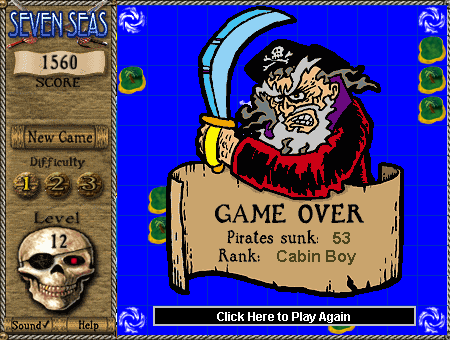 SEVEN SEAS
1560
SCORE
New Game
Difficulty
1 2 3
Level
12
Sound✓ Help
GAME OVER
Pirates sunk: 53
Rank: Cabin Boy
Click Here to Play Again